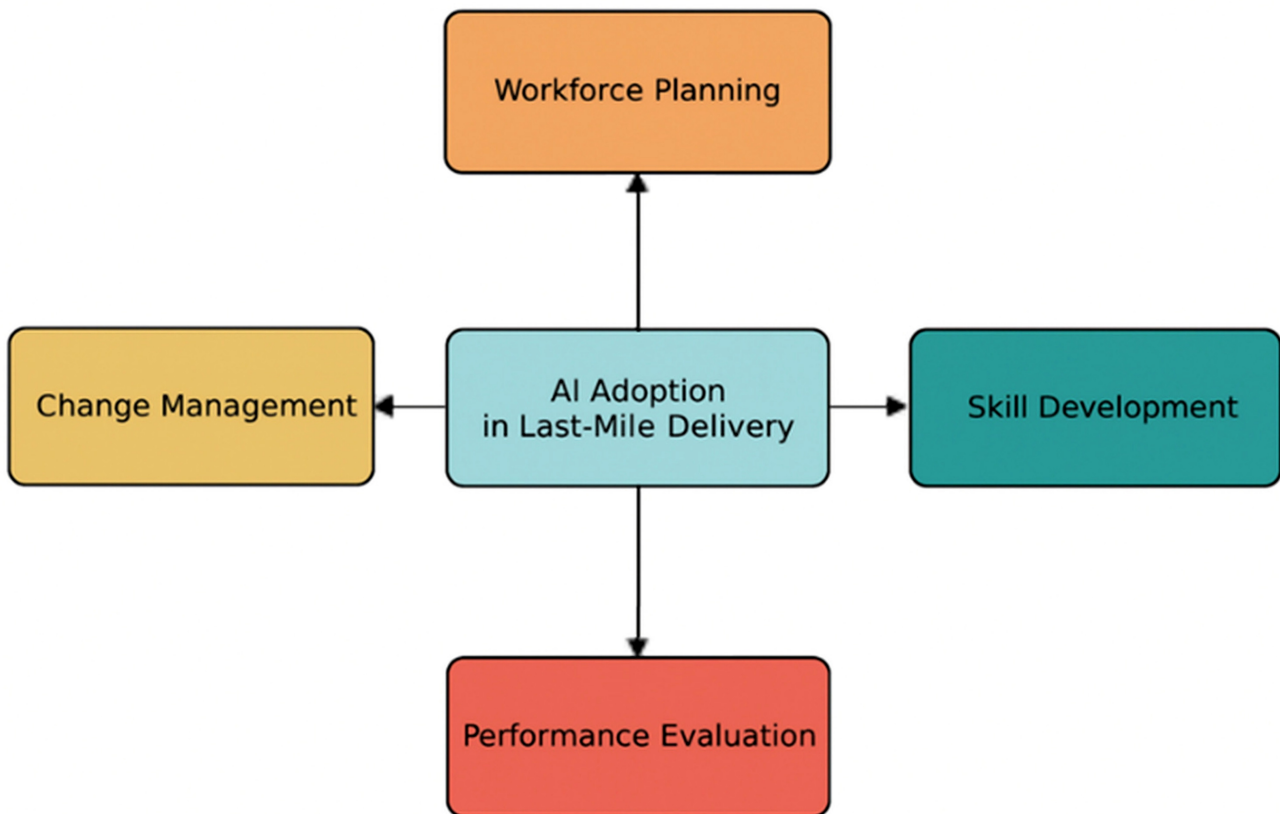 Workforce Planning
Change Management
AI Adoption
in Last-Mile Delivery
Skill Development
Performance Evaluation